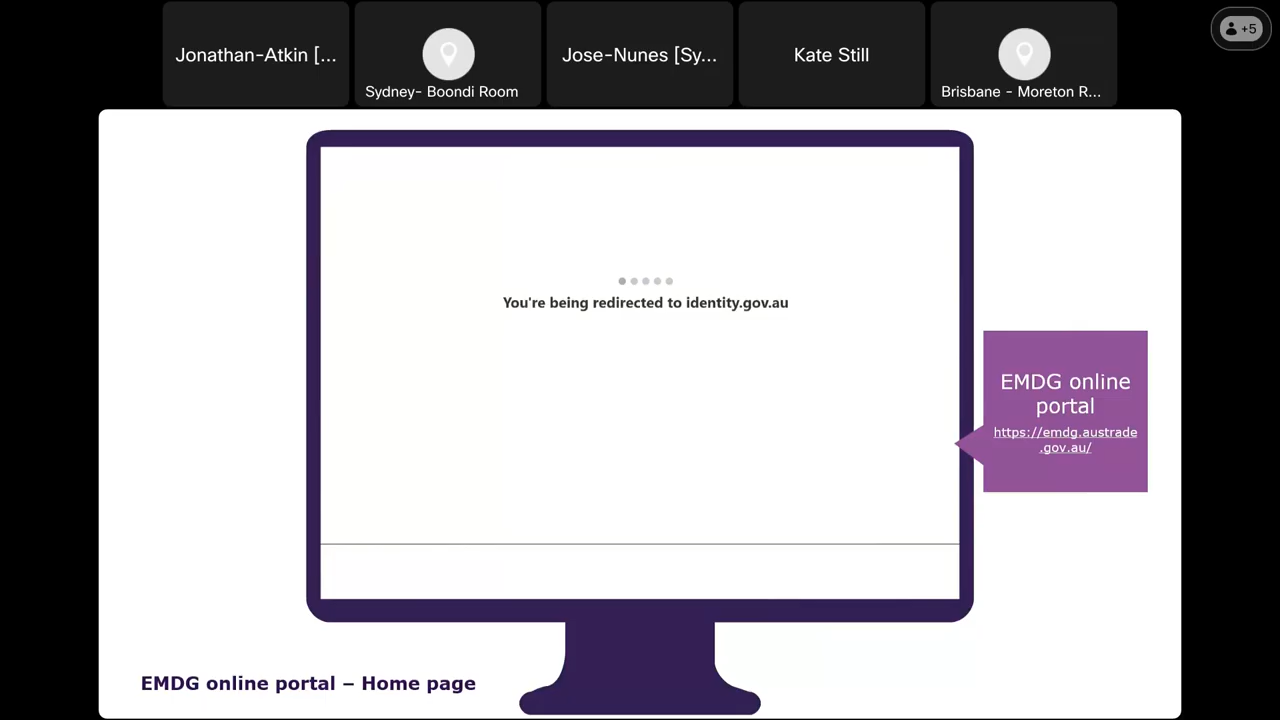 Jonathan-Atkin [...
Sydney- Boondi Room
Jose-Nunes [Sy...
Kate Still
Brisbane - Moreton R...
+5
You're being redirected to identity.gov.au
EMDG online
portal
https://emdg.austrade
.gov.au/
EMDG online portal – Home page